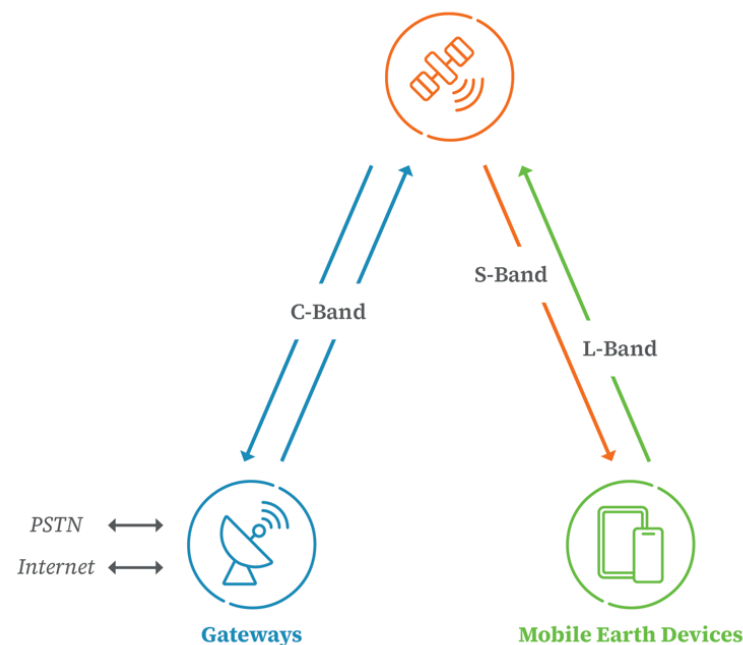 S-Band
C-Band
L-Band
PSTN
Internet
Gateways
Mobile Earth Devices